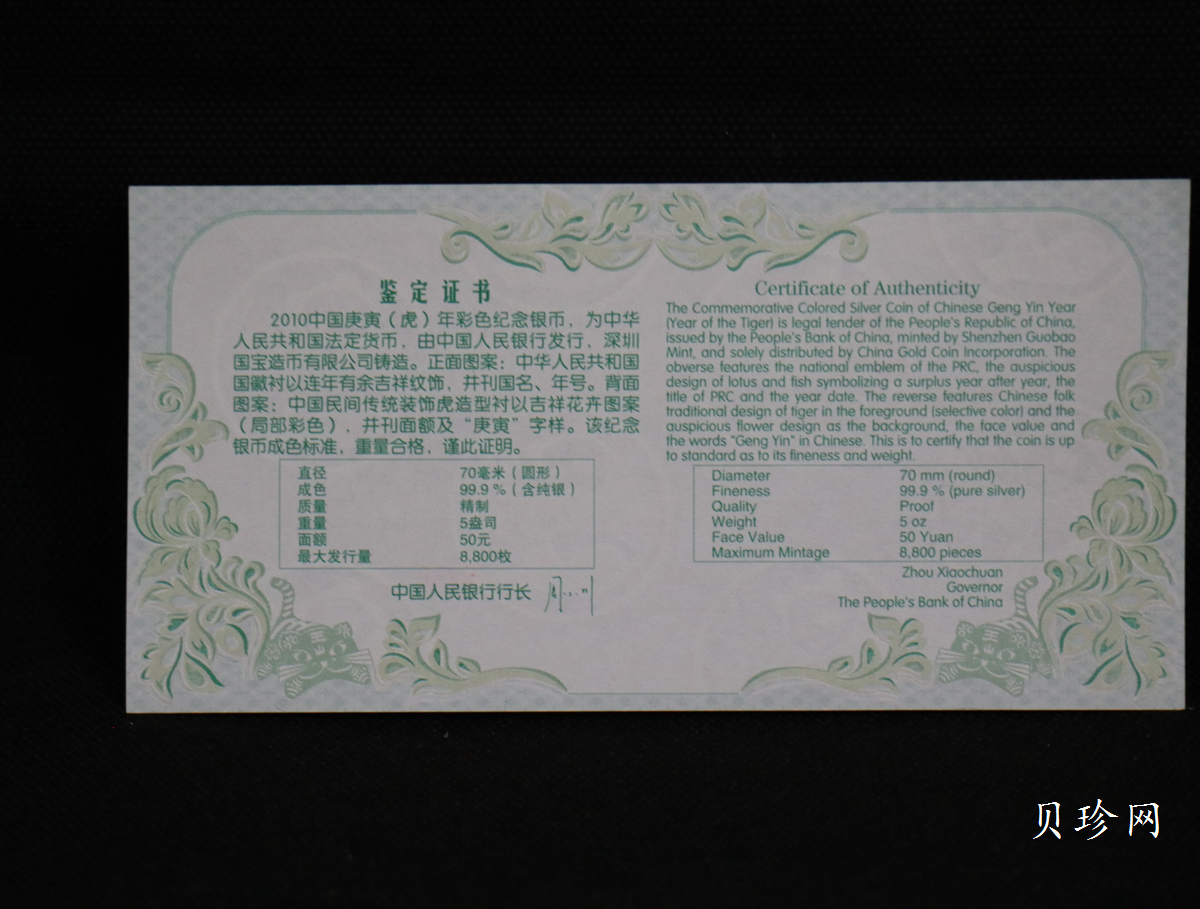 鉴定证书
2010中国庚寅（虎）年彩色纪念银币，为中华
人民共和国法定货币，由中国人民银行发行，深圳
国宝造币有限公司铸造。正面图案：中华人民共和国
国徽衬以连年有余吉祥纹饰，并刊国名、年号。背面
图案：中国民间传统装饰虎造型衬以吉祥花卉图案
（局部彩色），并刊面额及“庚寅”字样。该纪念
银币成色标准，重量合格，谨此证明。
直径 70毫米（圆形）
成色 99.9％（含纯银）
质量 精制
重量 5盎司
面额 50元
最大发行量 8,800枚
中国人民银行行长
Certificate of Authenticity
The Commemorative Colored Silver Coin of Chinese Geng Yin Year
(Year of the Tiger) is legal tender of the People's Republic of China,
issued by the People's Bank of China, minted by Shenzhen Guobao
Mint, and solely distributed by China Gold Coin Incorporation. The
obverse features the national emblem of the PRC, the auspicious
design of lotus and fish symbolizing a surplus year after year, the
title of PRC and the year date. The reverse features Chinese folk
traditional design of tiger in the foreground (selective color) and the
auspicious flower design as the background, the face value and
the words "Geng Yin" in Chinese. This is to certify that the coin is up
to standard as to its fineness and weight.
Diameter 70 mm (round)
Fineness 99.9 % (pure silver)
Quality Proof
Weight 5 oz
Face Value 50 Yuan
Maximum Mintage 8,800 pieces
Zhou Xiaochuan
Governor
The People's Bank of China
贝珍网